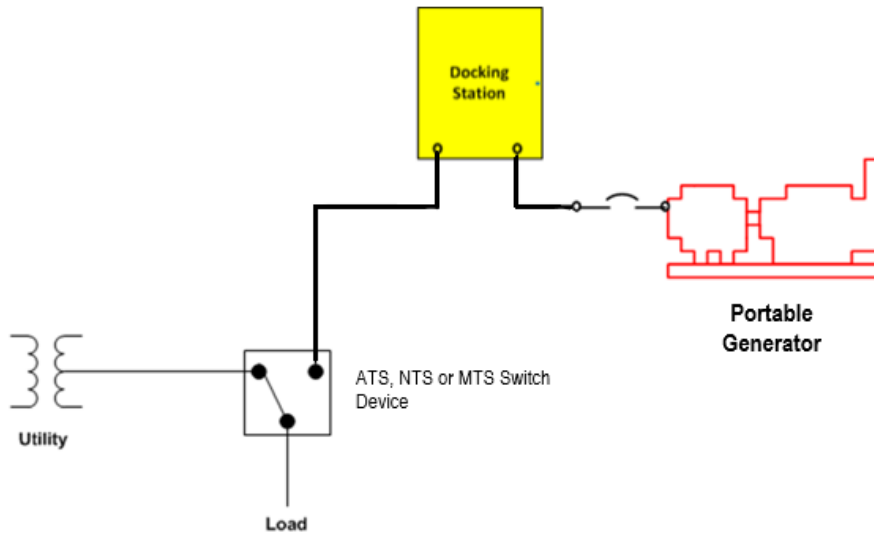 Docking
Station
Portable
Generator
ATS, NTS or MTS Switch
Device
Utility
Load